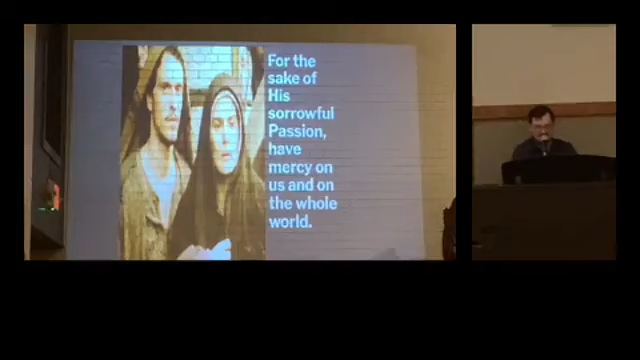 For the
sake of
His
sorrowful
Passion,
have
mercy on
us and on
the whole
world.